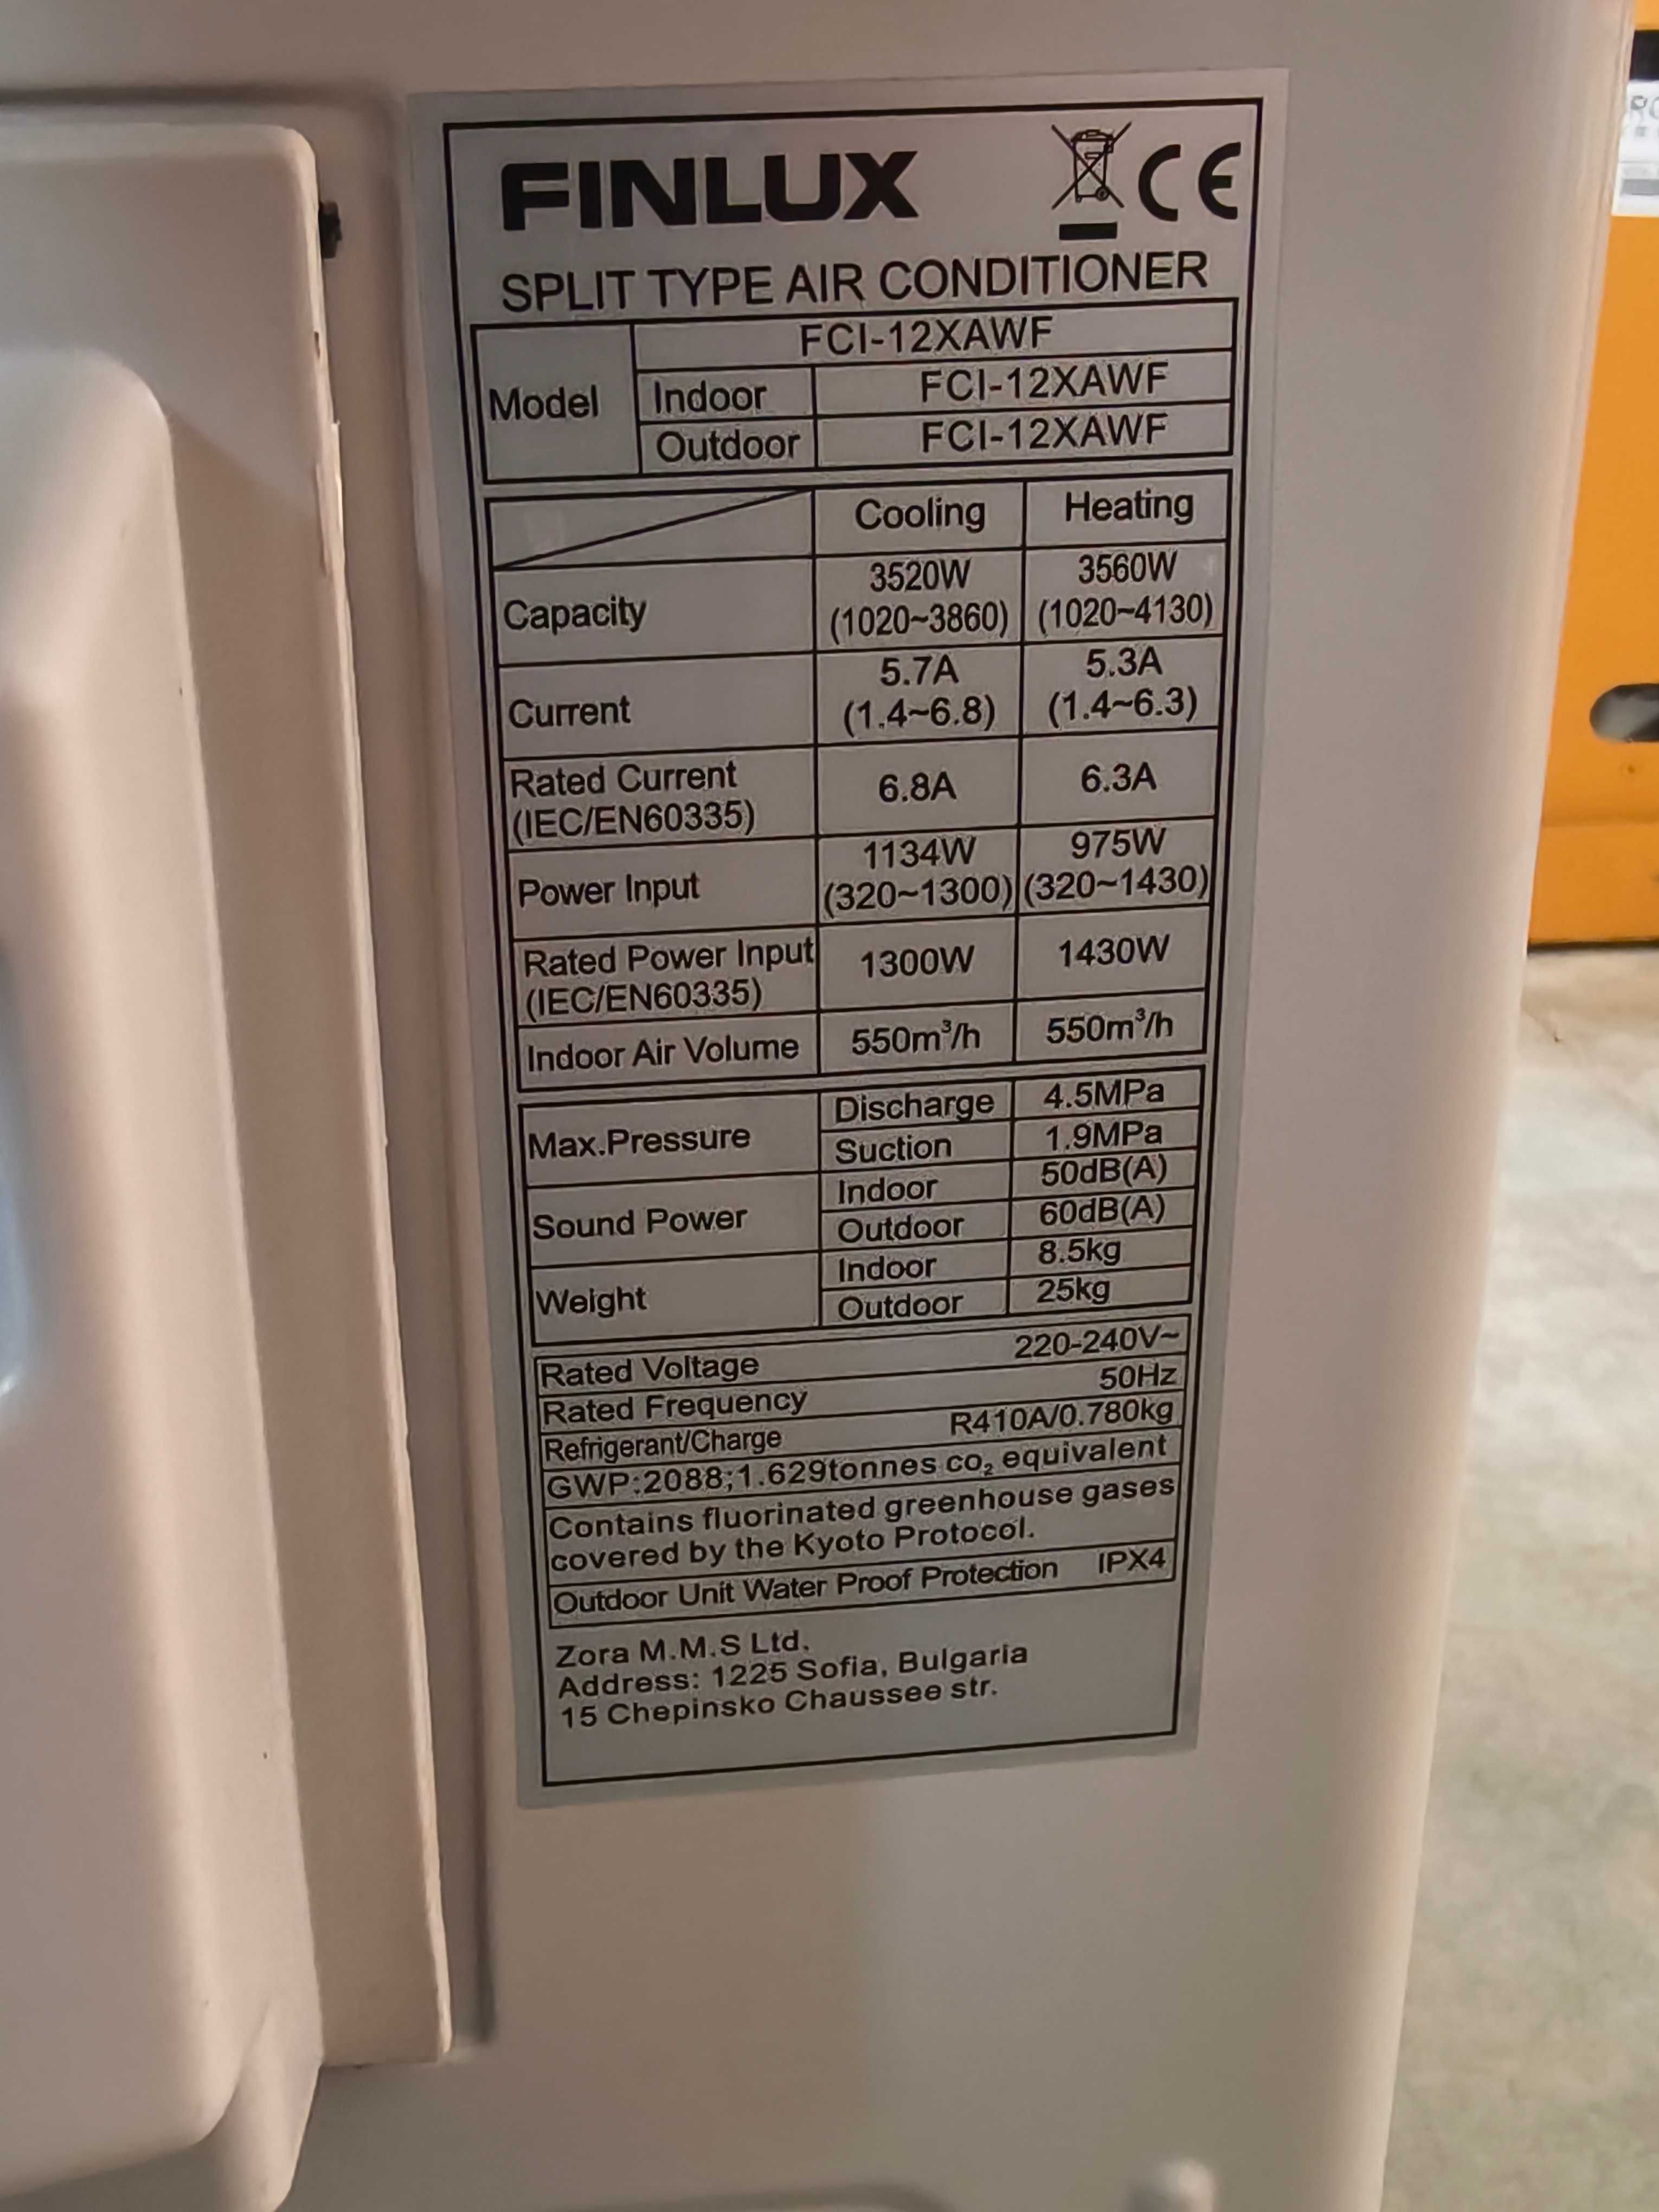 FINLUX
CE
SPLIT TYPE AIR CONDITIONER
Model
FCI-12XAWF
Indoor FCI-12XAWF
Outdoor FCI-12XAWF
Cooling Heating
Capacity 3520W (1020~3860) 3560W (1020~4130)
Current 5.7A (1.4~6.8) 5.3A (1.4~6.3)
Rated Current (IEC/EN60335) 6.8A 6.3A
Power Input 1134W (320~1300) 975W (320~1430)
Rated Power Input (IEC/EN60335) 1300W 1430W
Indoor Air Volume 550m³/h 550m³/h
Max.Pressure Discharge 4.5MPa
Suction 1.9MPa
Sound Power Indoor 50dB(A)
Outdoor 60dB(A)
Weight Indoor 8.5kg
Outdoor 25kg
Rated Voltage 220-240V~
Rated Frequency 50Hz
Refrigerant/Charge R410A/0.780kg
GWP:2088;1.629tonnes co₂ equivalent
Contains fluorinated greenhouse gases
covered by the Kyoto Protocol.
Outdoor Unit Water Proof Protection IPX4
Zora M.M.S Ltd.
Address: 1225 Sofia, Bulgaria
15 Chepinsko Chaussee str.